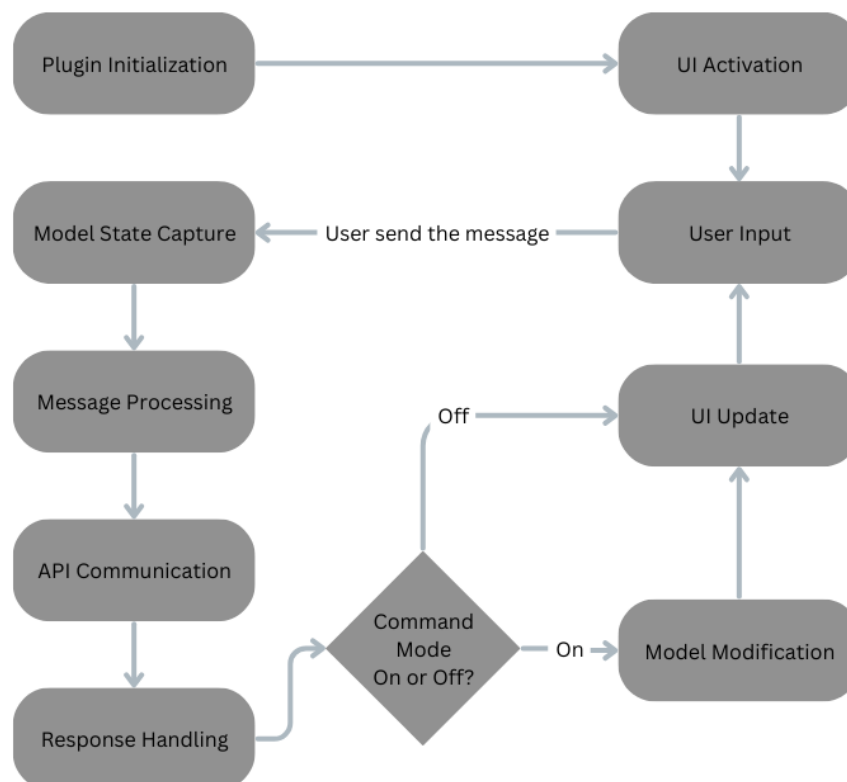 Plugin Initialization
UI Activation
Model State Capture
User send the message
User Input
Message Processing
Off
UI Update
API Communication
Command
Mode
On or Off?
On
Model Modification
Response Handling